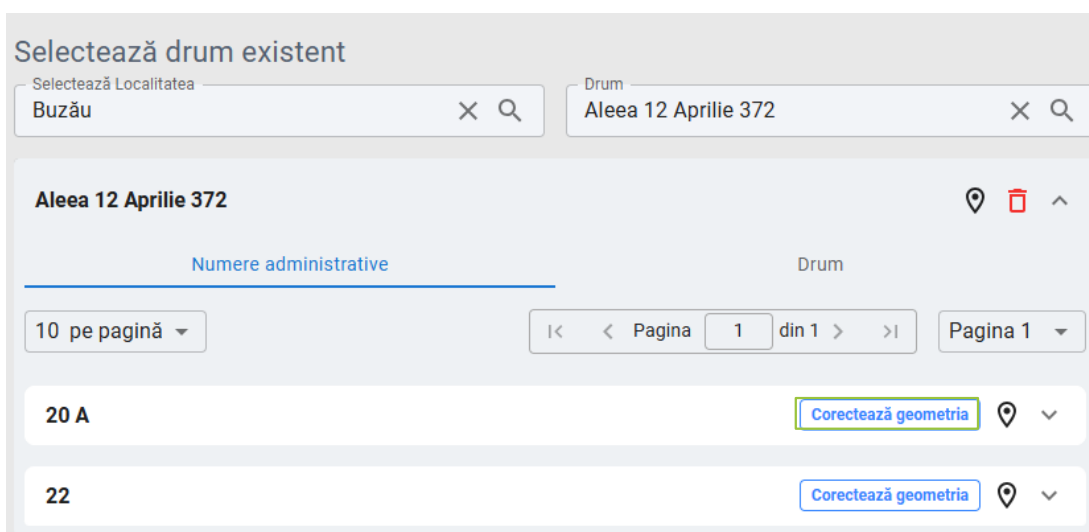 Selectează drum existent
Selectează Localitatea
Buzău
Drum
Aleea 12 Aprilie 372
Aleea 12 Aprilie 372
Numere administrative Drum
10 pe pagină Pagina 1 din 1 Pagina 1
20 A Corectează geometria
22 Corectează geometria